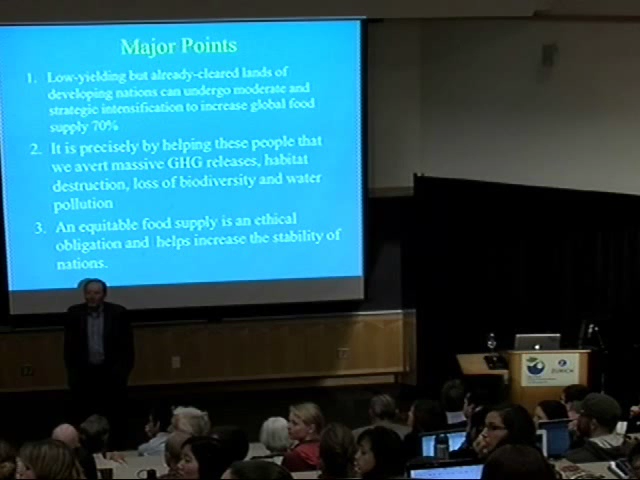 Major Points
1. Low-yielding but already-cleared lands of
developing nations can undergo moderate and
strategic intensification to increase global food
supply 70%
2. It is precisely by helping these people that
we avert massive GHG releases, habitat
destruction, loss of biodiversity and water
pollution
3. An equitable food supply is an ethical
obligation and helps increase the stability of
nations.
ZURICH